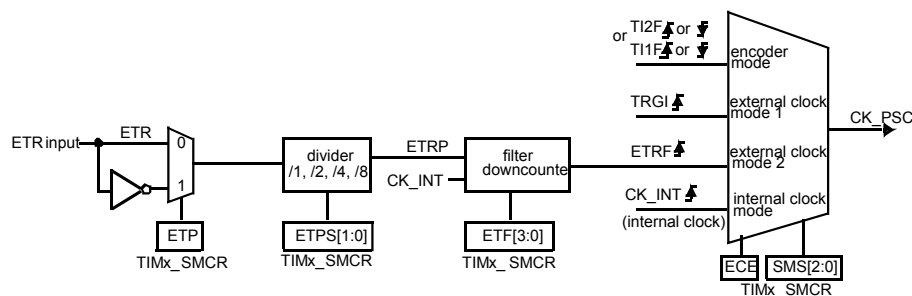 or TI2F or
TI1F or
encoder
mode
TRGI
external clock
mode 1
CK_PSC
ETR input
ETR
0
1
divider
/1, /2, /4, /8
ETRP
CK_INT
filter
downcounter
ETRF
external clock
mode 2
CK_INT
(internal clock)
internal clock
mode
ETP
TIMx_SMCR
ETPS[1:0]
TIMx_SMCR
ETF[3:0]
TIMx_ SMCR
ECE
SMS[2:0]
TIMx_SMCR